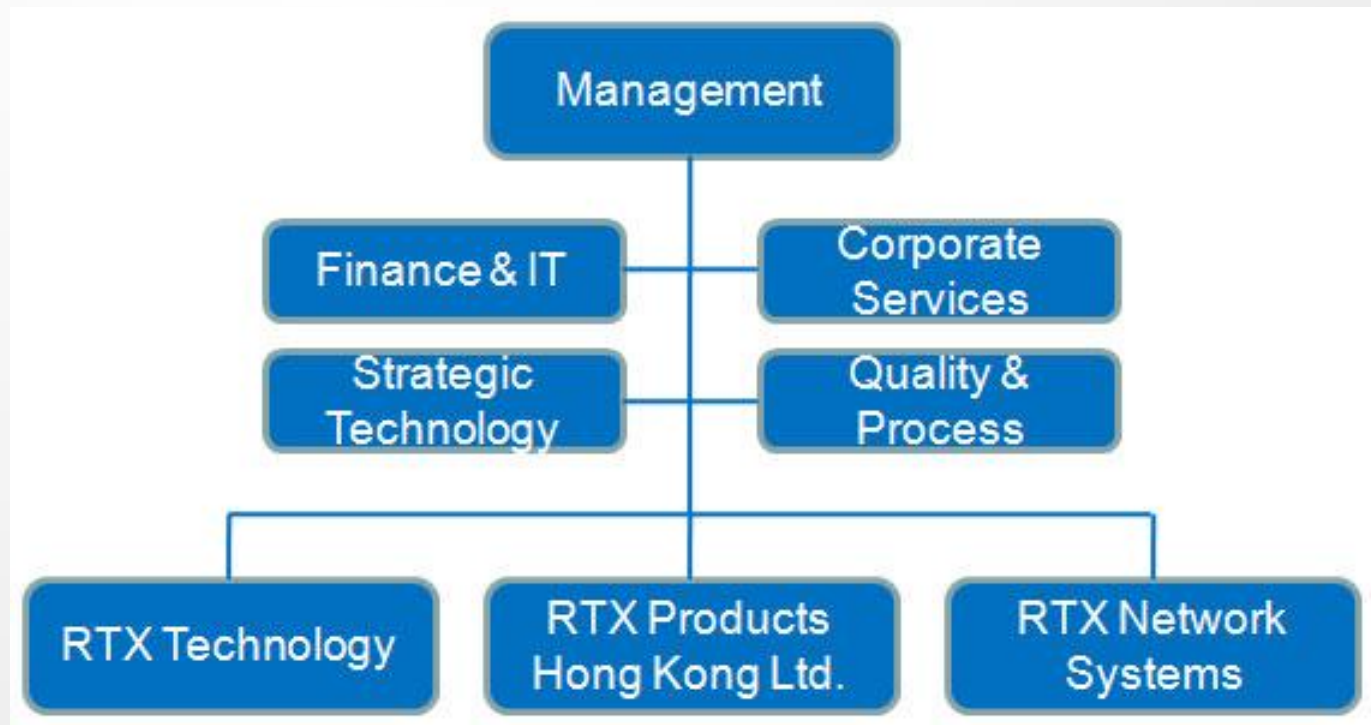 Management
Finance & IT
Corporate
Services
Strategic
Technology
Quality &
Process
RTX Technology
RTX Products
Hong Kong Ltd.
RTX Network
Systems